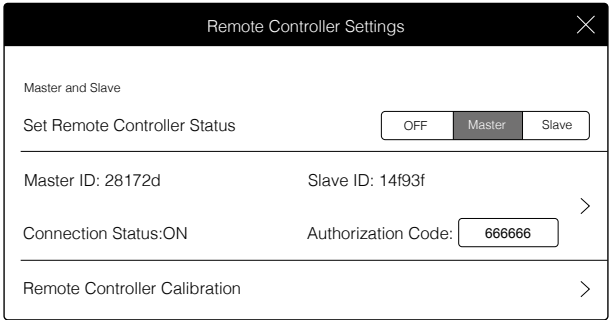 Remote Controller Settings
Master and Slave
Set Remote Controller Status OFF Master Slave
Master ID: 28172d Slave ID: 14f93f
Connection Status:ON Authorization Code: 666666
Remote Controller Calibration